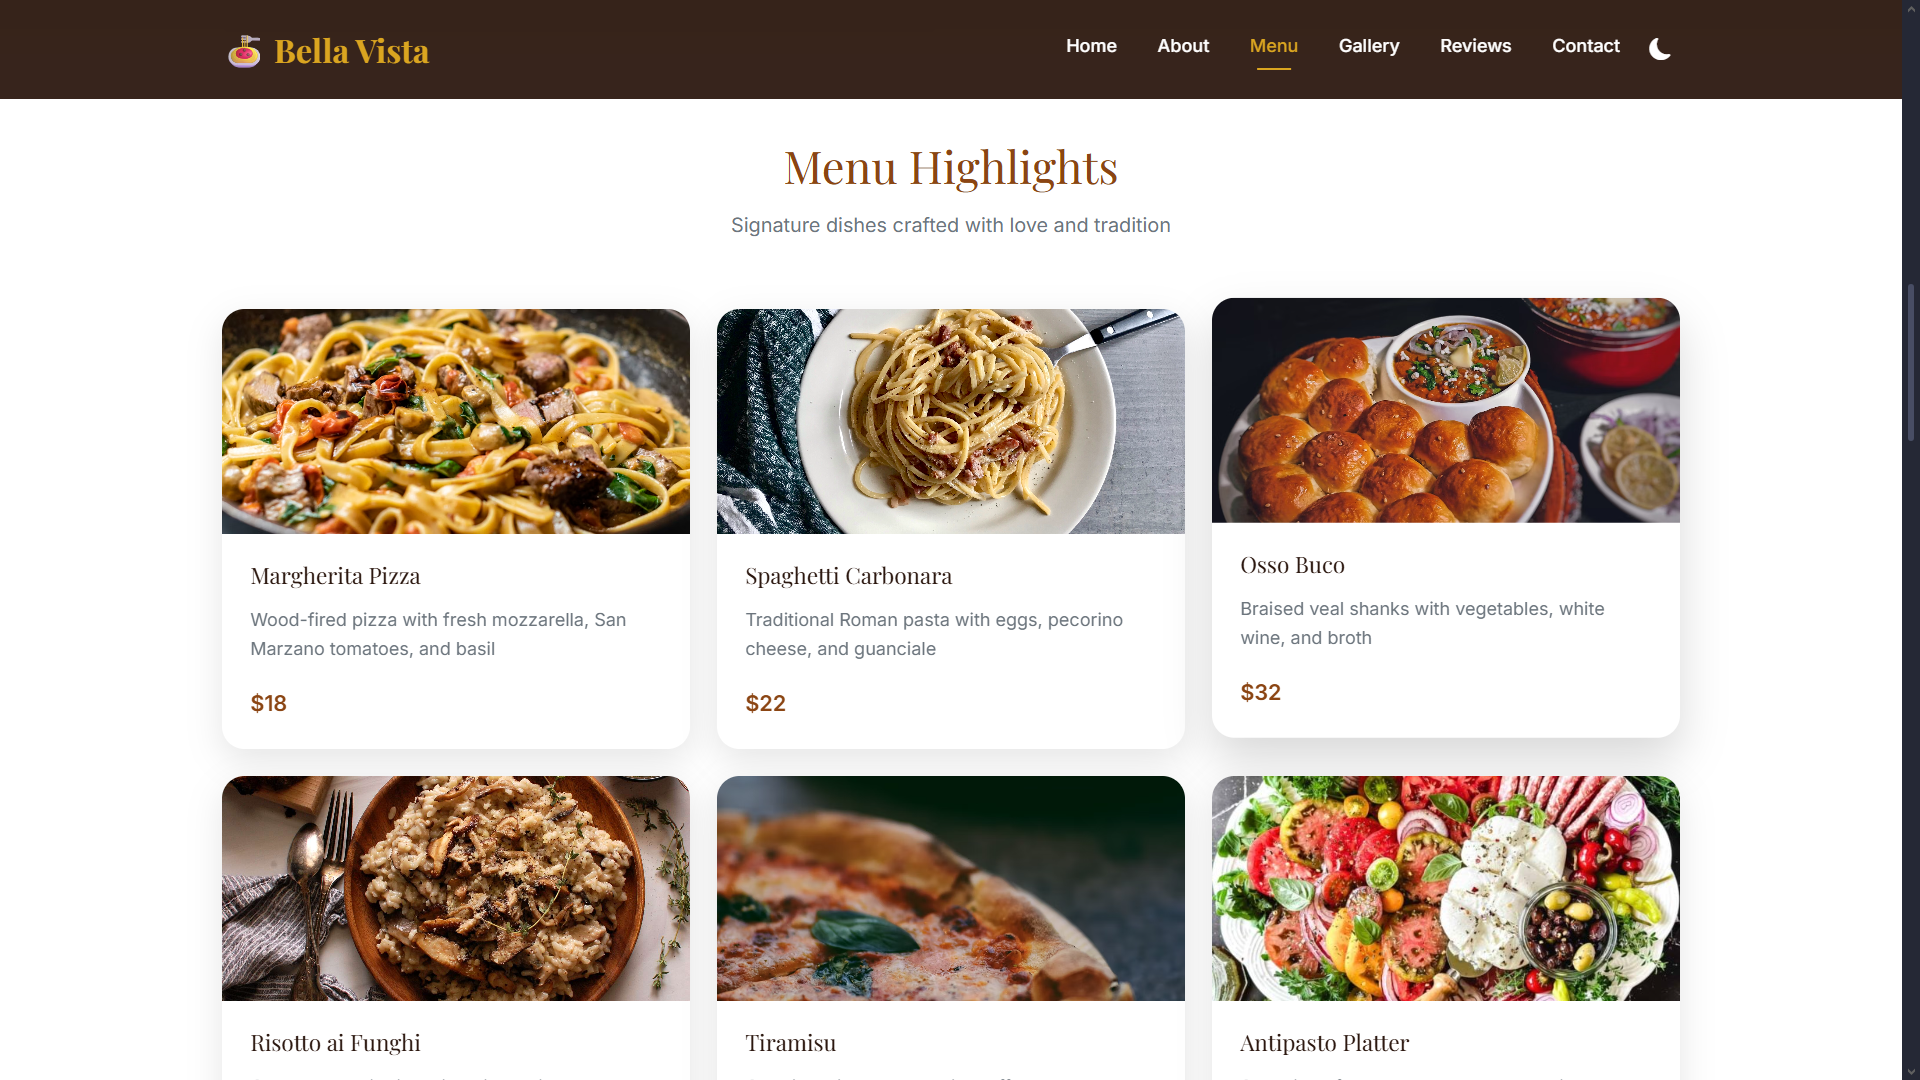 Bella Vista
Home About Menu Gallery Reviews Contact
Menu Highlights
Signature dishes crafted with love and tradition
Margherita Pizza
Wood-fired pizza with fresh mozzarella, San
Marzano tomatoes, and basil
$18
Spaghetti Carbonara
Traditional Roman pasta with eggs, pecorino
cheese, and guanciale
$22
Osso Buco
Braised veal shanks with vegetables, white
wine, and broth
$32
Risotto ai Funghi
Tiramisu
Antipasto Platter